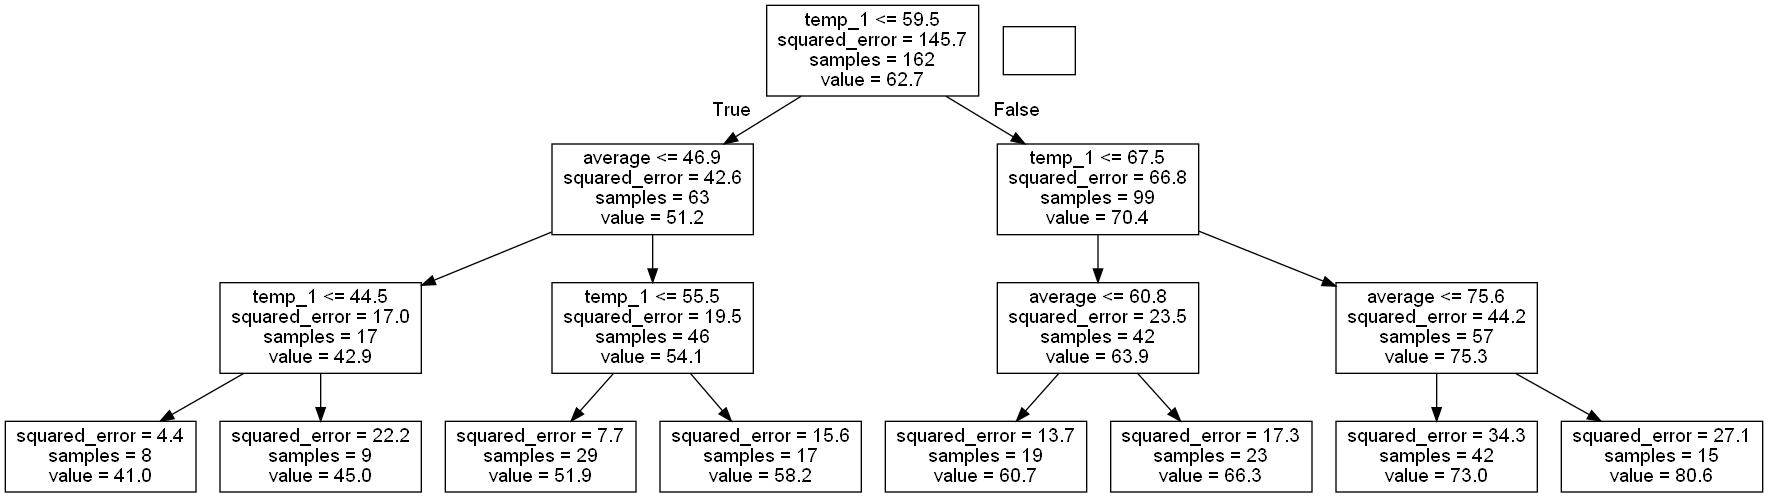 temp_1 <= 59.5
squared_error = 145.7
samples = 162
value = 62.7
True
False
average <= 46.9
squared_error = 42.6
samples = 63
value = 51.2
temp_1 <= 67.5
squared_error = 66.8
samples = 99
value = 70.4
temp_1 <= 44.5
squared_error = 17.0
samples = 17
value = 42.9
temp_1 <= 55.5
squared_error = 19.5
samples = 46
value = 54.1
average <= 60.8
squared_error = 23.5
samples = 42
value = 63.9
average <= 75.6
squared_error = 44.2
samples = 57
value = 75.3
squared_error = 4.4
samples = 8
value = 41.0
squared_error = 22.2
samples = 9
value = 45.0
squared_error = 7.7
samples = 29
value = 51.9
squared_error = 15.6
samples = 17
value = 58.2
squared_error = 13.7
samples = 19
value = 60.7
squared_error = 17.3
samples = 23
value = 66.3
squared_error = 34.3
samples = 42
value = 73.0
squared_error = 27.1
samples = 15
value = 80.6